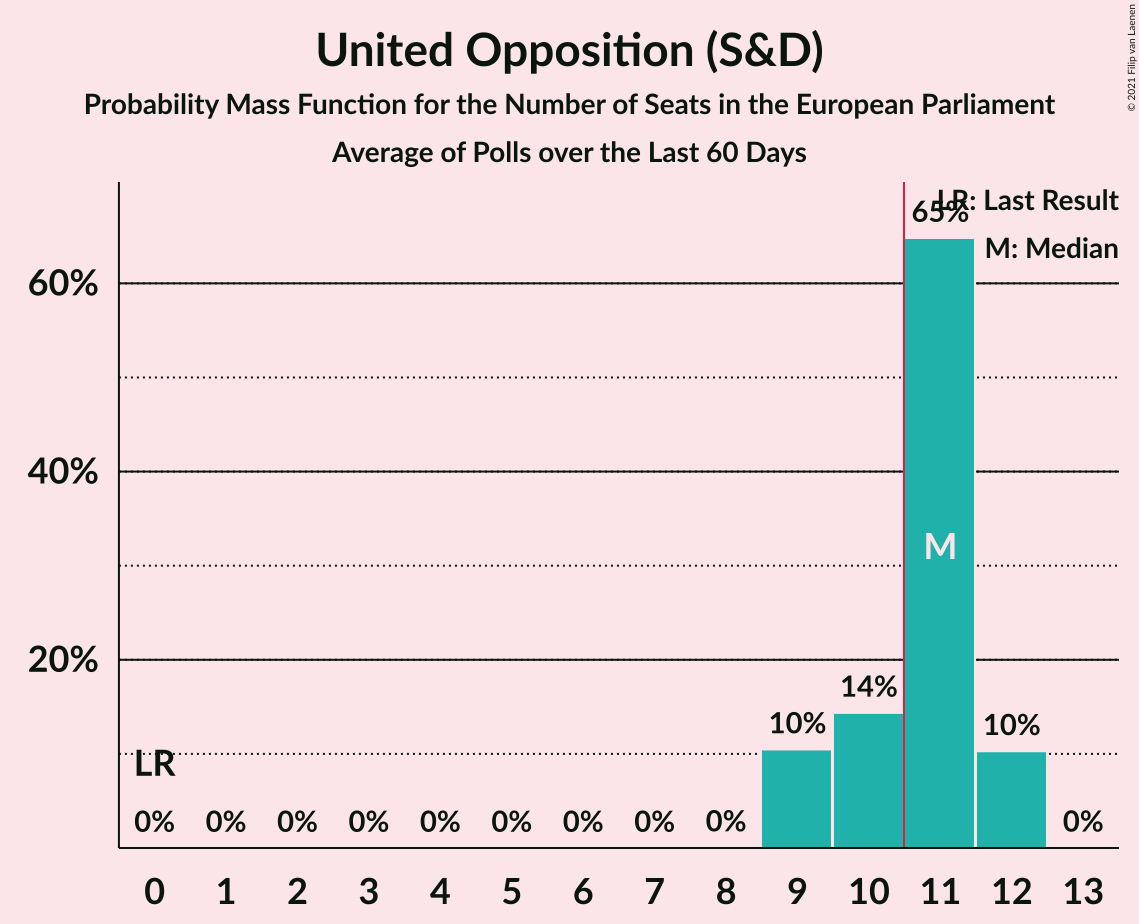 United Opposition (S&D)
Probability Mass Function for the Number of Seats in the European Parliament
Average of Polls over the Last 60 Days
© 2021 Filip van Laenen
LR: Last Result
M: Median
60%
40%
20%
65%
M
14%
10%
10%
LR
0% 0% 0% 0% 0% 0% 0% 0% 0% 0%
0 1 2 3 4 5 6 7 8 9 10 11 12 13